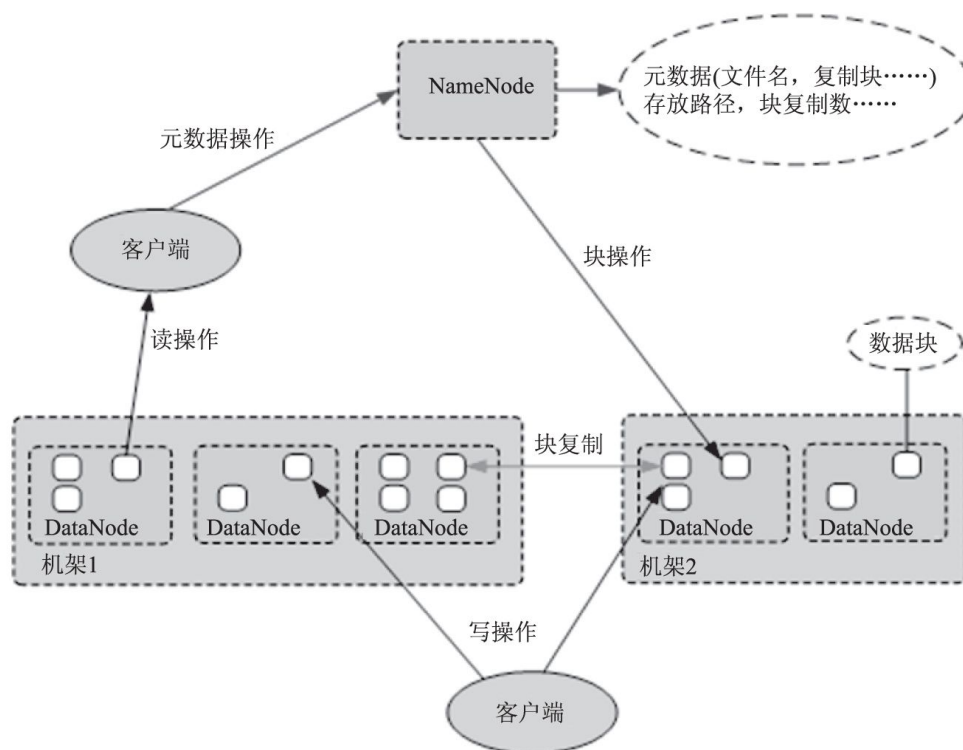 NameNode
元数据(文件名，复制块……)
存放路径，块复制数……
元数据操作
客户端
块操作
读操作
数据块
块复制
DataNode
DataNode
DataNode
机架1
DataNode
DataNode
机架2
写操作
客户端